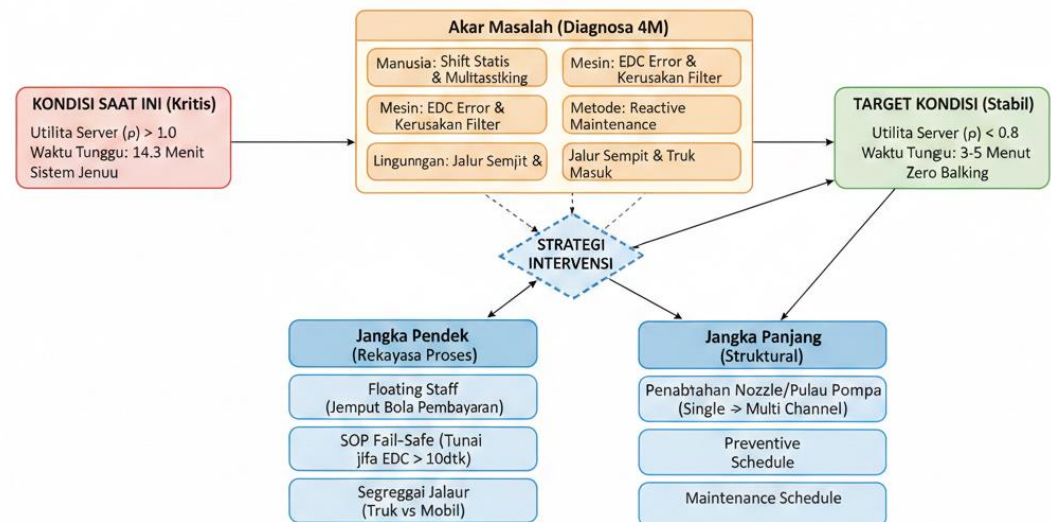 Akar Masalah (Diagnosa 4M)
Manusia: Shift Statis
& Mulitasstking
Mesin: EDC Error &
Kerusakan Filter
Mesin: EDC Error &
Kerusakan Filter
Metode: Reactive
Maintenance
Lingunngan: Jalur Semjit &
Jalur Sempit & Truk
Masuk
KONDISI SAAT INI (Kritis)
Utilita Server (ρ) > 1.0
Waktu Tunggu: 14.3 Menit
Sistem Jenuu
TARGET KONDISI (Stabil)
Utilita Server (ρ) < 0.8
Waktu Tungu: 3-5 Menut
Zero Balking
STRATEGI
INTERVENSI
Jangka Pendek
(Rekayasa Proses)
Floating Staff
(Jemput Bola Pembayaran)
SOP Fail-Safe (Tunai
jifa EDC > 10dtk)
Segreggai Jalaur
(Truk vs Mobil)
Jangka Panjang
(Struktural)
Penabtahan Nozzle/Pulau Pompa
(Single -> Multi Channel)
Preventive
Schedule
Maintenance Schedule